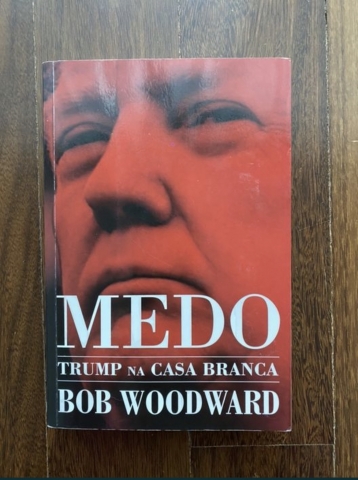 MEDO
TRUMP NA CASA BRANCA
BOB WOODWARD